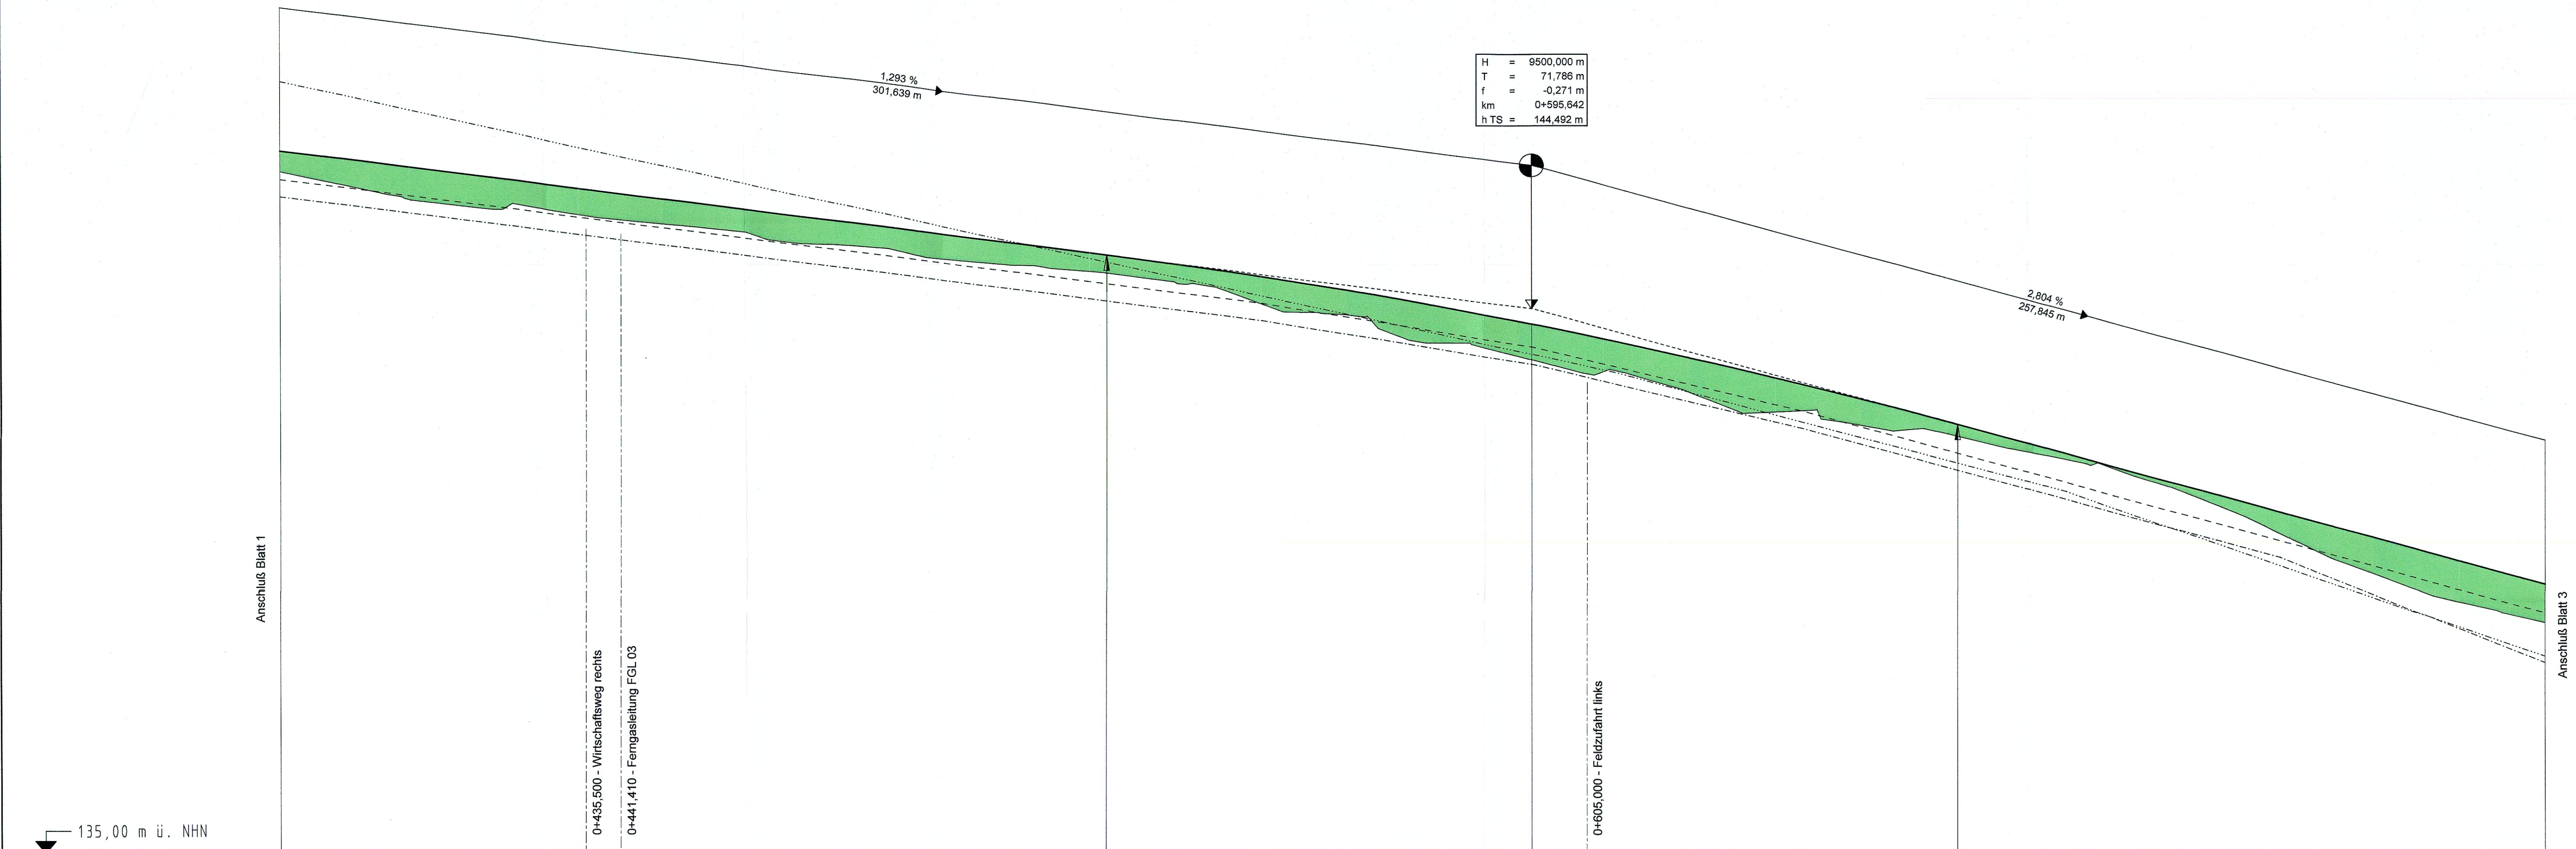 1,293 %
301,639 m
H = 9500,000 m
T = 71,786 m
f = -0,271 m
km 0+595,642
h TS = 144,492 m
2,804 %
257,845 m
Anschluß Blatt 1
0+435,500 - Wirtschaftsweg rechts
0+441,410 - Ferngasleitung FGL 03
0+605,000 - Feldzufahrt links
Anschluß Blatt 3
135,00 m ü. NHN